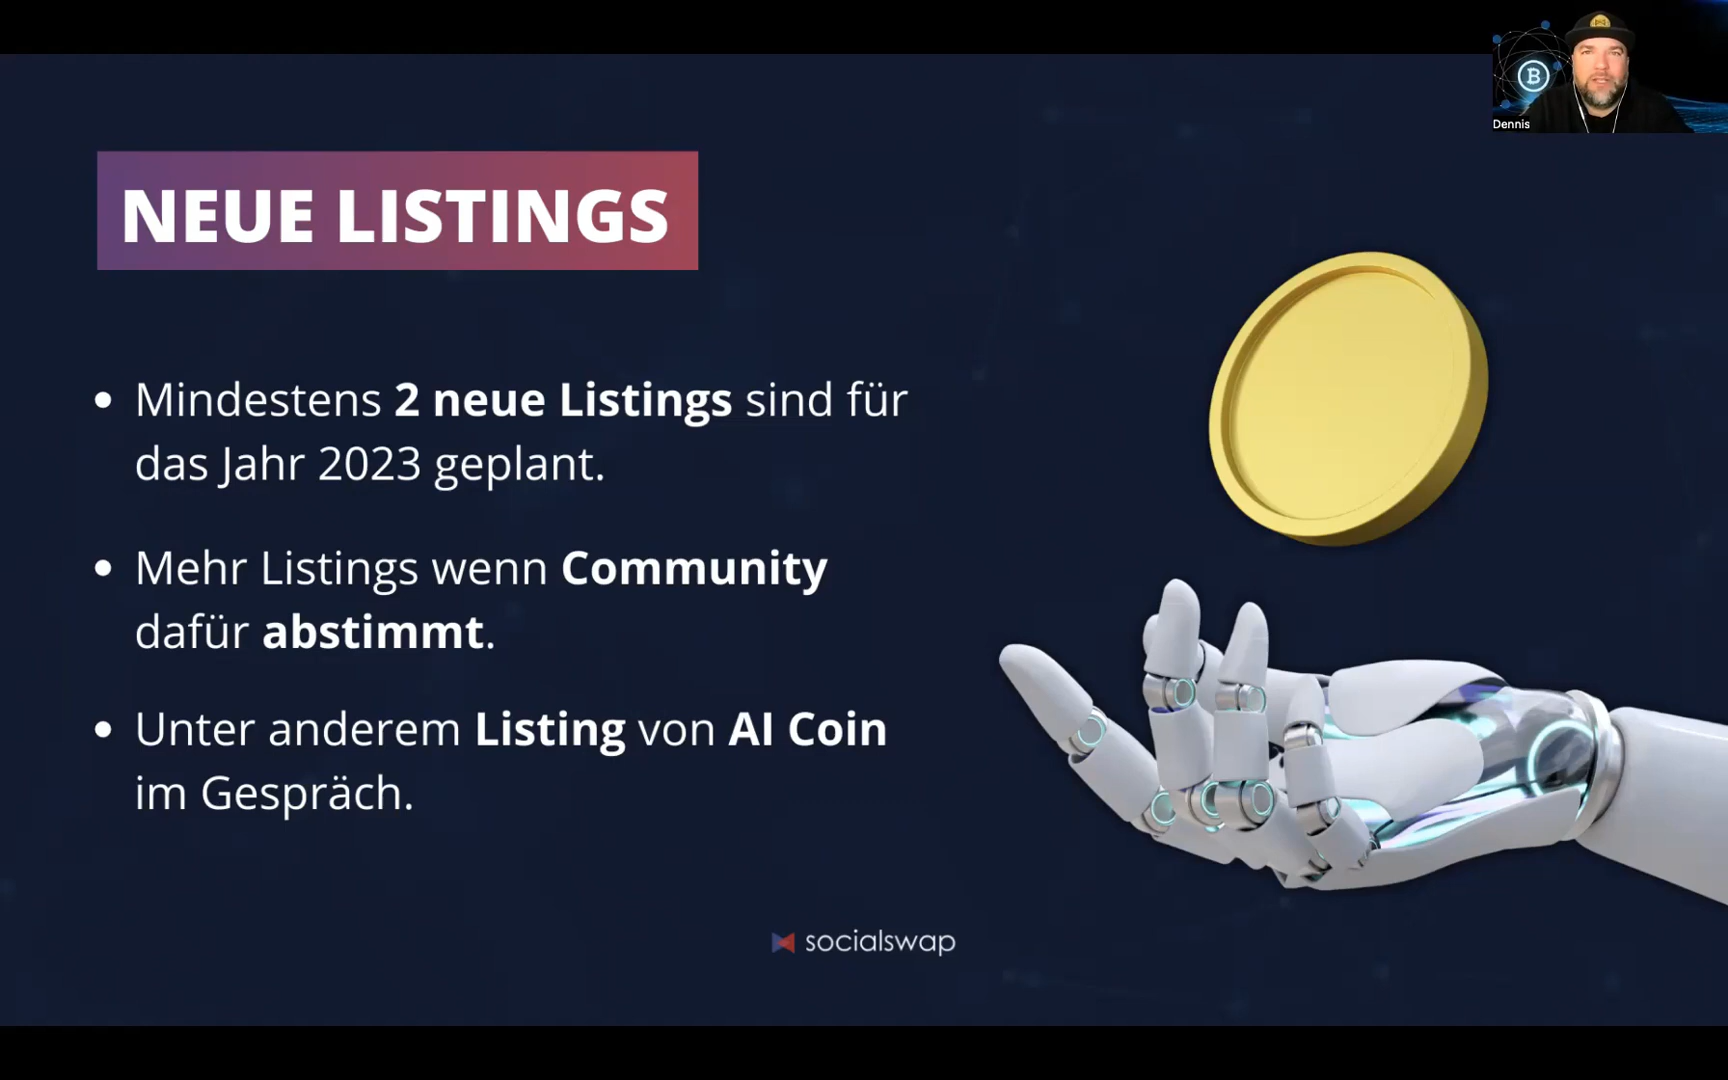 Dennis
NEUE LISTINGS
• Mindestens 2 neue Listings sind für
das Jahr 2023 geplant.
• Mehr Listings wenn Community
dafür abstimmt.
• Unter anderem Listing von AI Coin
im Gespräch.
socialswap